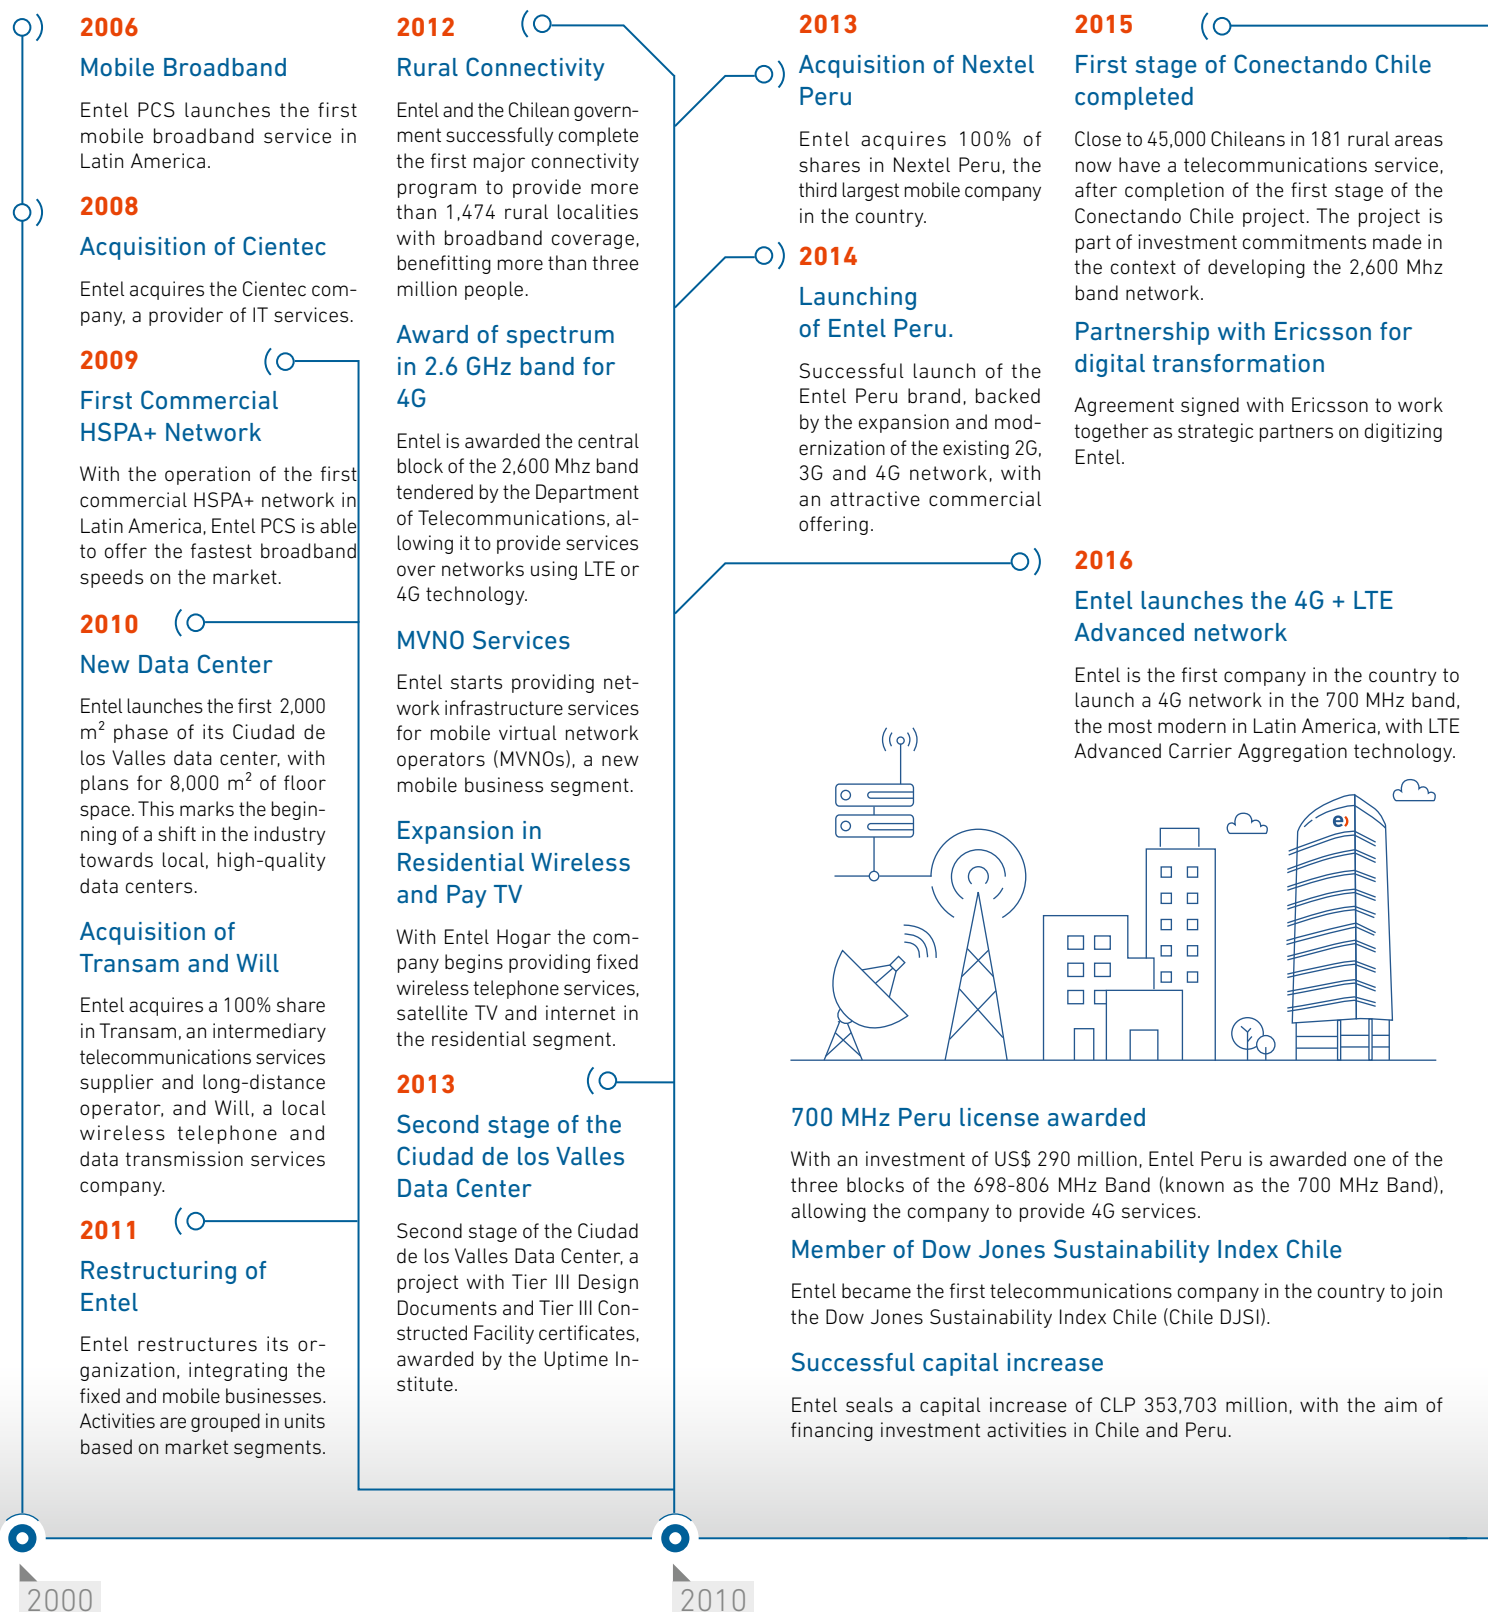 2006
Mobile Broadband
Entel PCS launches the first
mobile broadband service in
Latin America.
2008
Acquisition of Cientec
Entel acquires the Cientec com-
pany, a provider of IT services.
2009
First Commercial
HSPA+ Network
With the operation of the first
commercial HSPA+ network in
Latin America, Entel PCS is able
to offer the fastest broadband
speeds on the market.
2010
New Data Center
Entel launches the first 2,000
m² phase of its Ciudad de
los Valles data center, with
plans for 8,000 m² of floor
space. This marks the begin-
ning of a shift in the industry
towards local, high-quality
data centers.
Acquisition of
Transam and Will
Entel acquires a 100% share
in Transam, an intermediary
telecommunications services
supplier and long-distance
operator, and Will, a local
wireless telephone and
data transmission services
company.
2011
Restructuring of
Entel
Entel restructures its or-
ganization, integrating the
fixed and mobile businesses.
Activities are grouped in units
based on market segments.
2012
Rural Connectivity
Entel and the Chilean govern-
ment successfully complete
the first major connectivity
program to provide more
than 1,474 rural localities
with broadband coverage,
benefitting more than three
million people.
Award of spectrum
in 2.6 GHz band for
4G
Entel is awarded the central
block of the 2,600 Mhz band
tendered by the Department
of Telecommunications, al-
lowing it to provide services
over networks using LTE or
4G technology.
MVNO Services
Entel starts providing net-
work infrastructure services
for mobile virtual network
operators (MVNOs), a new
mobile business segment.
Expansion in
Residential Wireless
and Pay TV
With Entel Hogar the com-
pany begins providing fixed
wireless telephone services,
satellite TV and internet in
the residential segment.
2013
Second stage of the
Ciudad de los Valles
Data Center
Second stage of the Ciudad
de los Valles Data Center, a
project with Tier III Design
Documents and Tier III Con-
structed Facility certificates,
awarded by the Uptime In-
stitute.
2013
Acquisition of Nextel
Peru
Entel acquires 100% of
shares in Nextel Peru, the
third largest mobile company
in the country.
2014
Launching
of Entel Peru.
Successful launch of the
Entel Peru brand, backed
by the expansion and mod-
ernization of the existing 2G,
3G and 4G network, with
an attractive commercial
offering.
2015
First stage of Conectando Chile
completed
Close to 45,000 Chileans in 181 rural areas
now have a telecommunications service,
after completion of the first stage of the
Conectando Chile project. The project is
part of investment commitments made in
the context of developing the 2,600 Mhz
band network.
Partnership with Ericsson for
digital transformation
Agreement signed with Ericsson to work
together as strategic partners on digitizing
Entel.
2016
Entel launches the 4G + LTE
Advanced network
Entel is the first company in the country to
launch a 4G network in the 700 MHz band,
the most modern in Latin America, with LTE
Advanced Carrier Aggregation technology.
e)
700 MHz Peru license awarded
With an investment of US$ 290 million, Entel Peru is awarded one of the
three blocks of the 698-806 MHz Band (known as the 700 MHz Band),
allowing the company to provide 4G services.
Member of Dow Jones Sustainability Index Chile
Entel became the first telecommunications company in the country to join
the Dow Jones Sustainability Index Chile (Chile DJSI).
Successful capital increase
Entel seals a capital increase of CLP 353,703 million, with the aim of
financing investment activities in Chile and Peru.
2000
2010